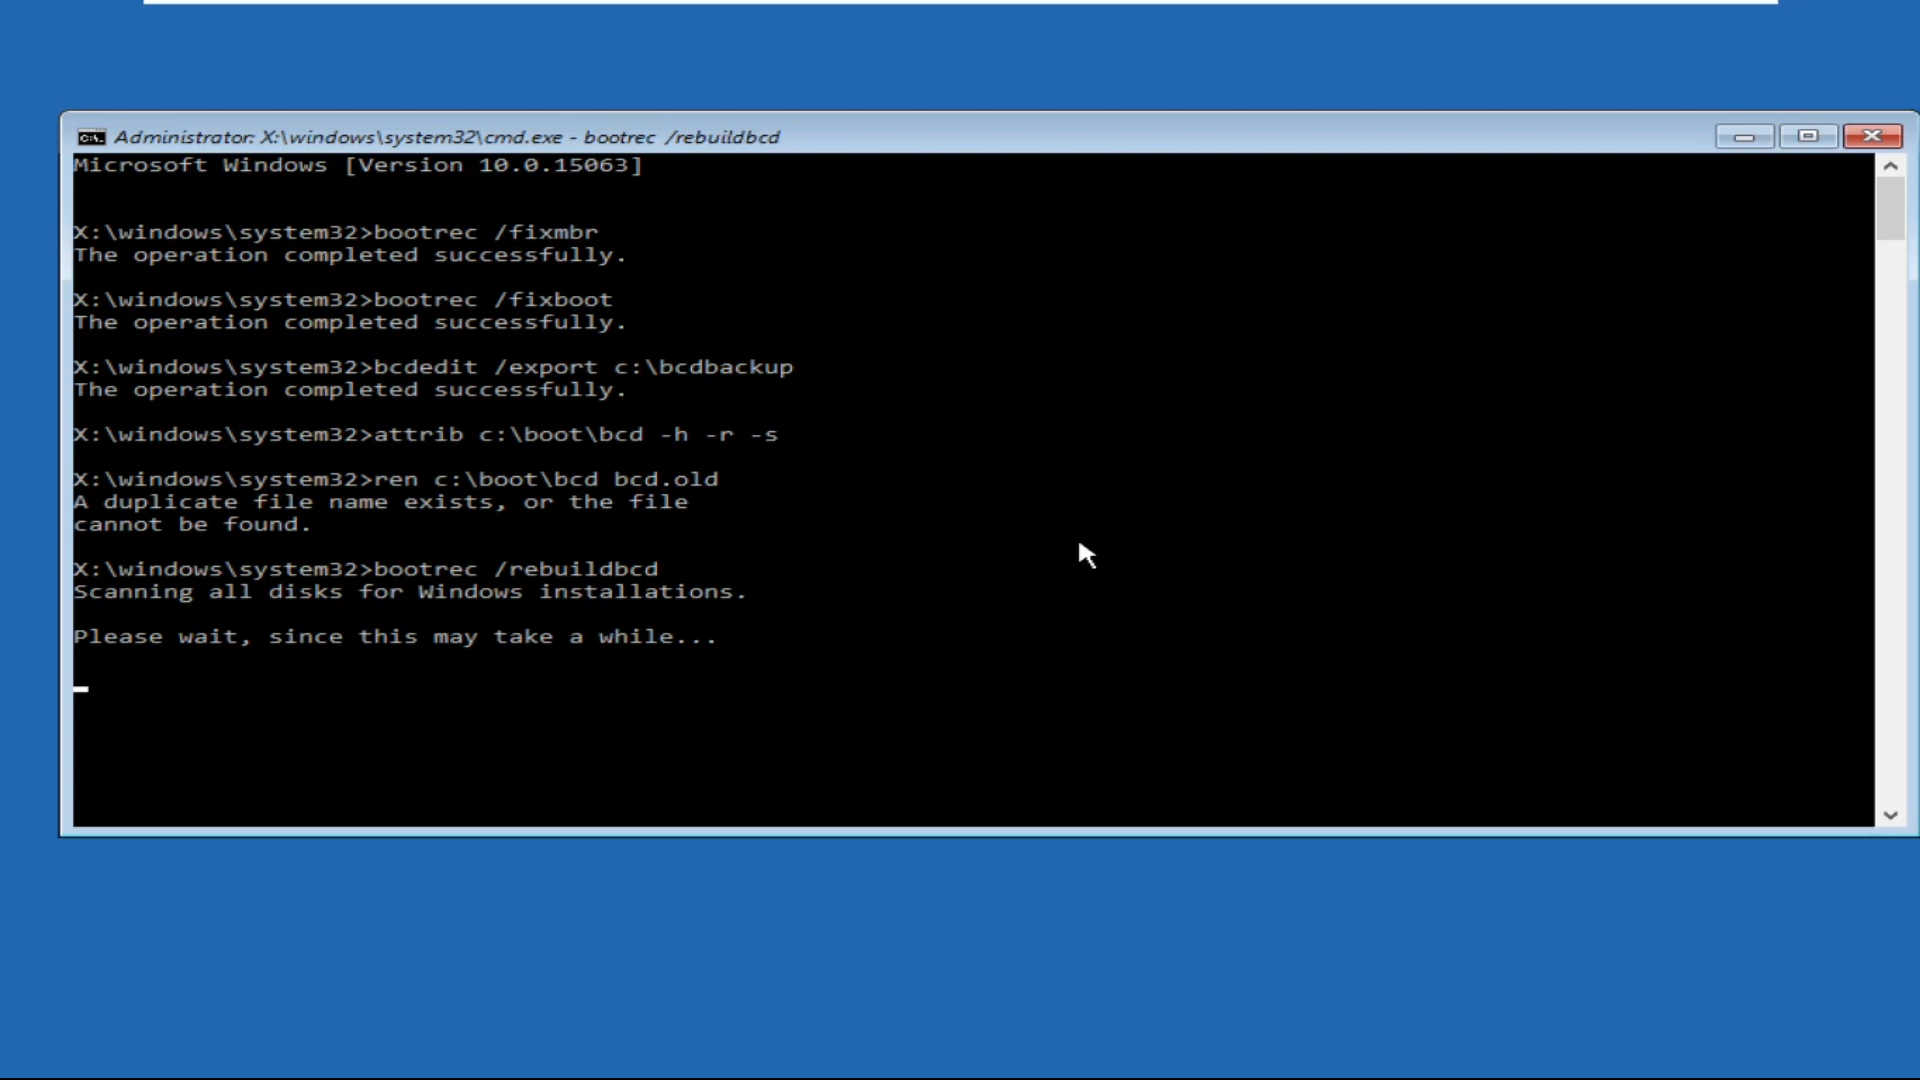 Administrator: X:\windows\system32\cmd.exe - bootrec /rebuildbcd
Microsoft Windows [Version 10.0.15063]
X:\windows\system32>bootrec /fixmbr
The operation completed successfully.
X:\windows\system32>bootrec /fixboot
The operation completed successfully.
X:\windows\system32>bcdedit /export c:\bcdbackup
The operation completed successfully.
X:\windows\system32>attrib c:\boot\bcd -h -r -s
X:\windows\system32>ren c:\boot\bcd bcd.old
A duplicate file name exists, or the file
cannot be found.
X:\windows\system32>bootrec /rebuildbcd
Scanning all disks for Windows installations.
Please wait, since this may take a while...